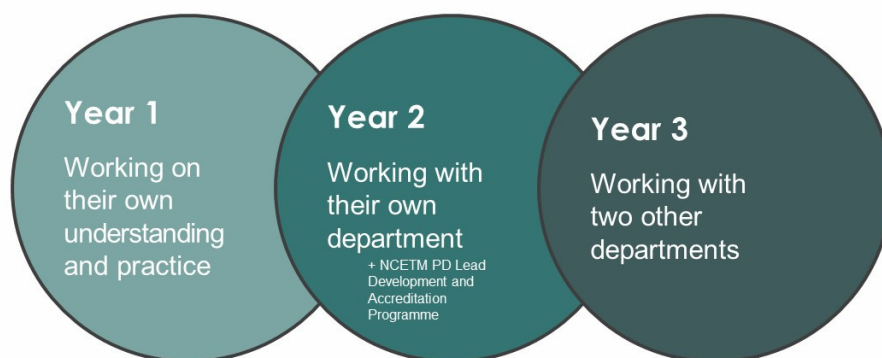 Year 1
Working on
their own
understanding
and practice
Year 2
Working with
their own
department
+ NCETM PD Lead
Development and
Accreditation
Programme
Year 3
Working with
two other
departments